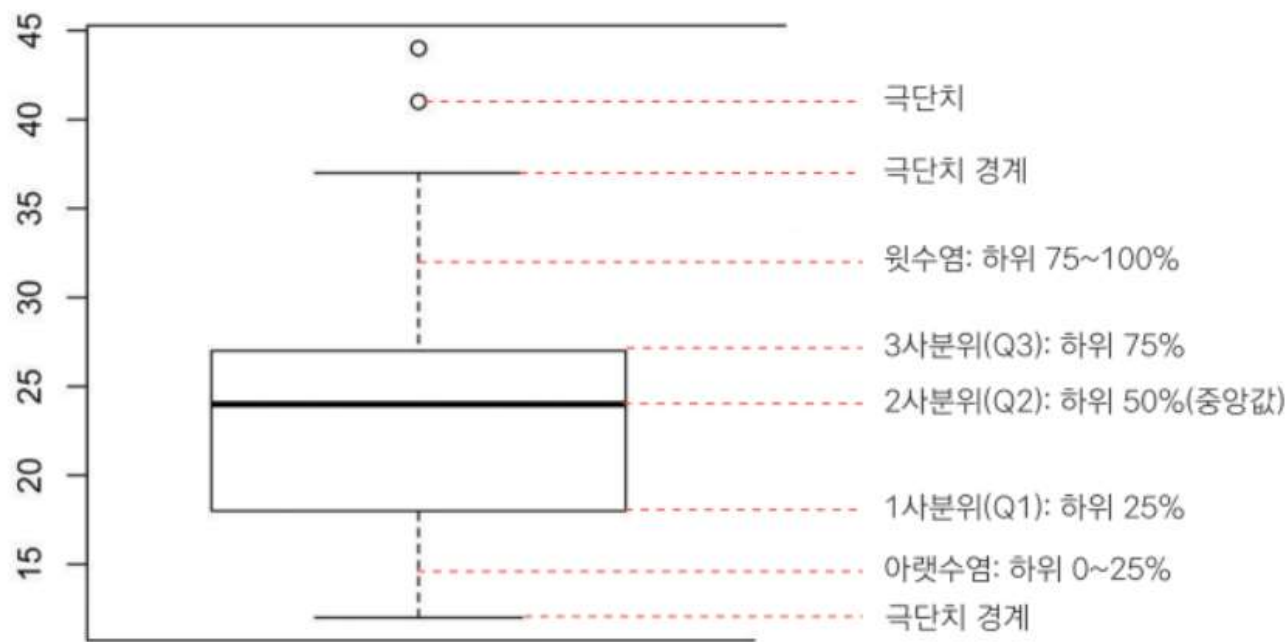 45
40
35
30
25
20
15
극단치
극단치 경계
윗수염: 하위 75~100%
3사분위(Q3): 하위 75%
2사분위(Q2): 하위 50%(중앙값)
1사분위(Q1): 하위 25%
아랫수염: 하위 0~25%
극단치 경계